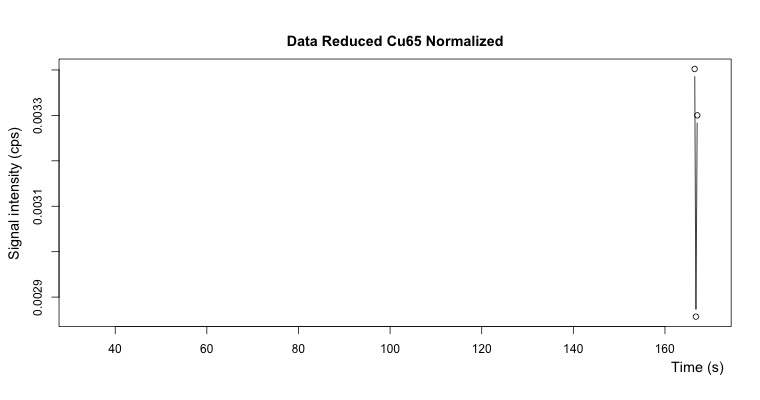 Data Reduced Cu65 Normalized
Signal intensity (cps)
0.0033
0.0031
0.0029
40 60 80 100 120 140 160
Time (s)